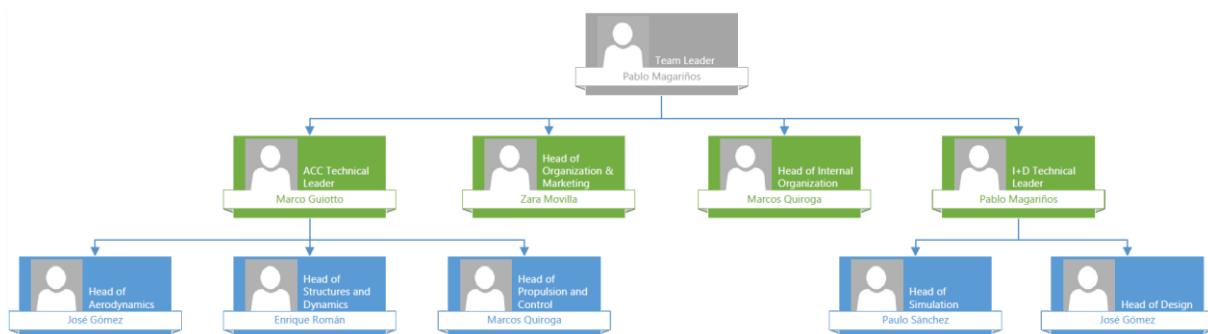 Team Leader
Pablo Magariños
ACC Technical
Leader
Marco Guiotto
Head of
Organization &
Marketing
Zara Movilla
Head of Internal
Organization
Marcos Quiroga
I+D Technical
Leader
Pablo Magariños
Head of
Aerodynamics
José Gómez
Head of
Structures and
Dynamics
Enrique Román
Head of
Propulsion and
Control
Marcos Quiroga
Head of
Simulation
Paulo Sánchez
Head of Design
José Gómez